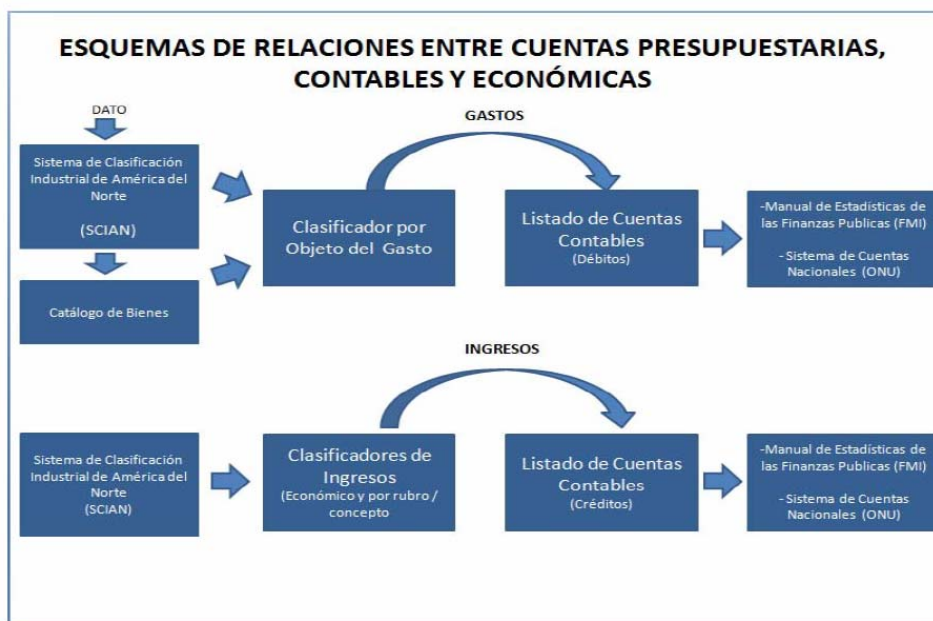 ESQUEMAS DE RELACIONES ENTRE CUENTAS PRESUPUESTARIAS,
CONTABLES Y ECONÓMICAS
DATO
GASTOS
Sistema de Clasificación
Industrial de América del
Norte
(SCIAN)
Catálogo de Bienes
Clasificador por
Objeto del Gasto
Listado de Cuentas
Contables
(Débitos)
-Manual de Estadísticas de
las Finanzas Publicas (FMI)
- Sistema de Cuentas
Nacionales (ONU)
INGRESOS
Sistema de Clasificación
Industrial de América del
Norte
(SCIAN)
Clasificadores de
Ingresos
(Económico y por rubro /
concepto
Listado de Cuentas
Contables
(Créditos)
-Manual de Estadísticas de
las Finanzas Publicas (FMI)
- Sistema de Cuentas
Nacionales (ONU)